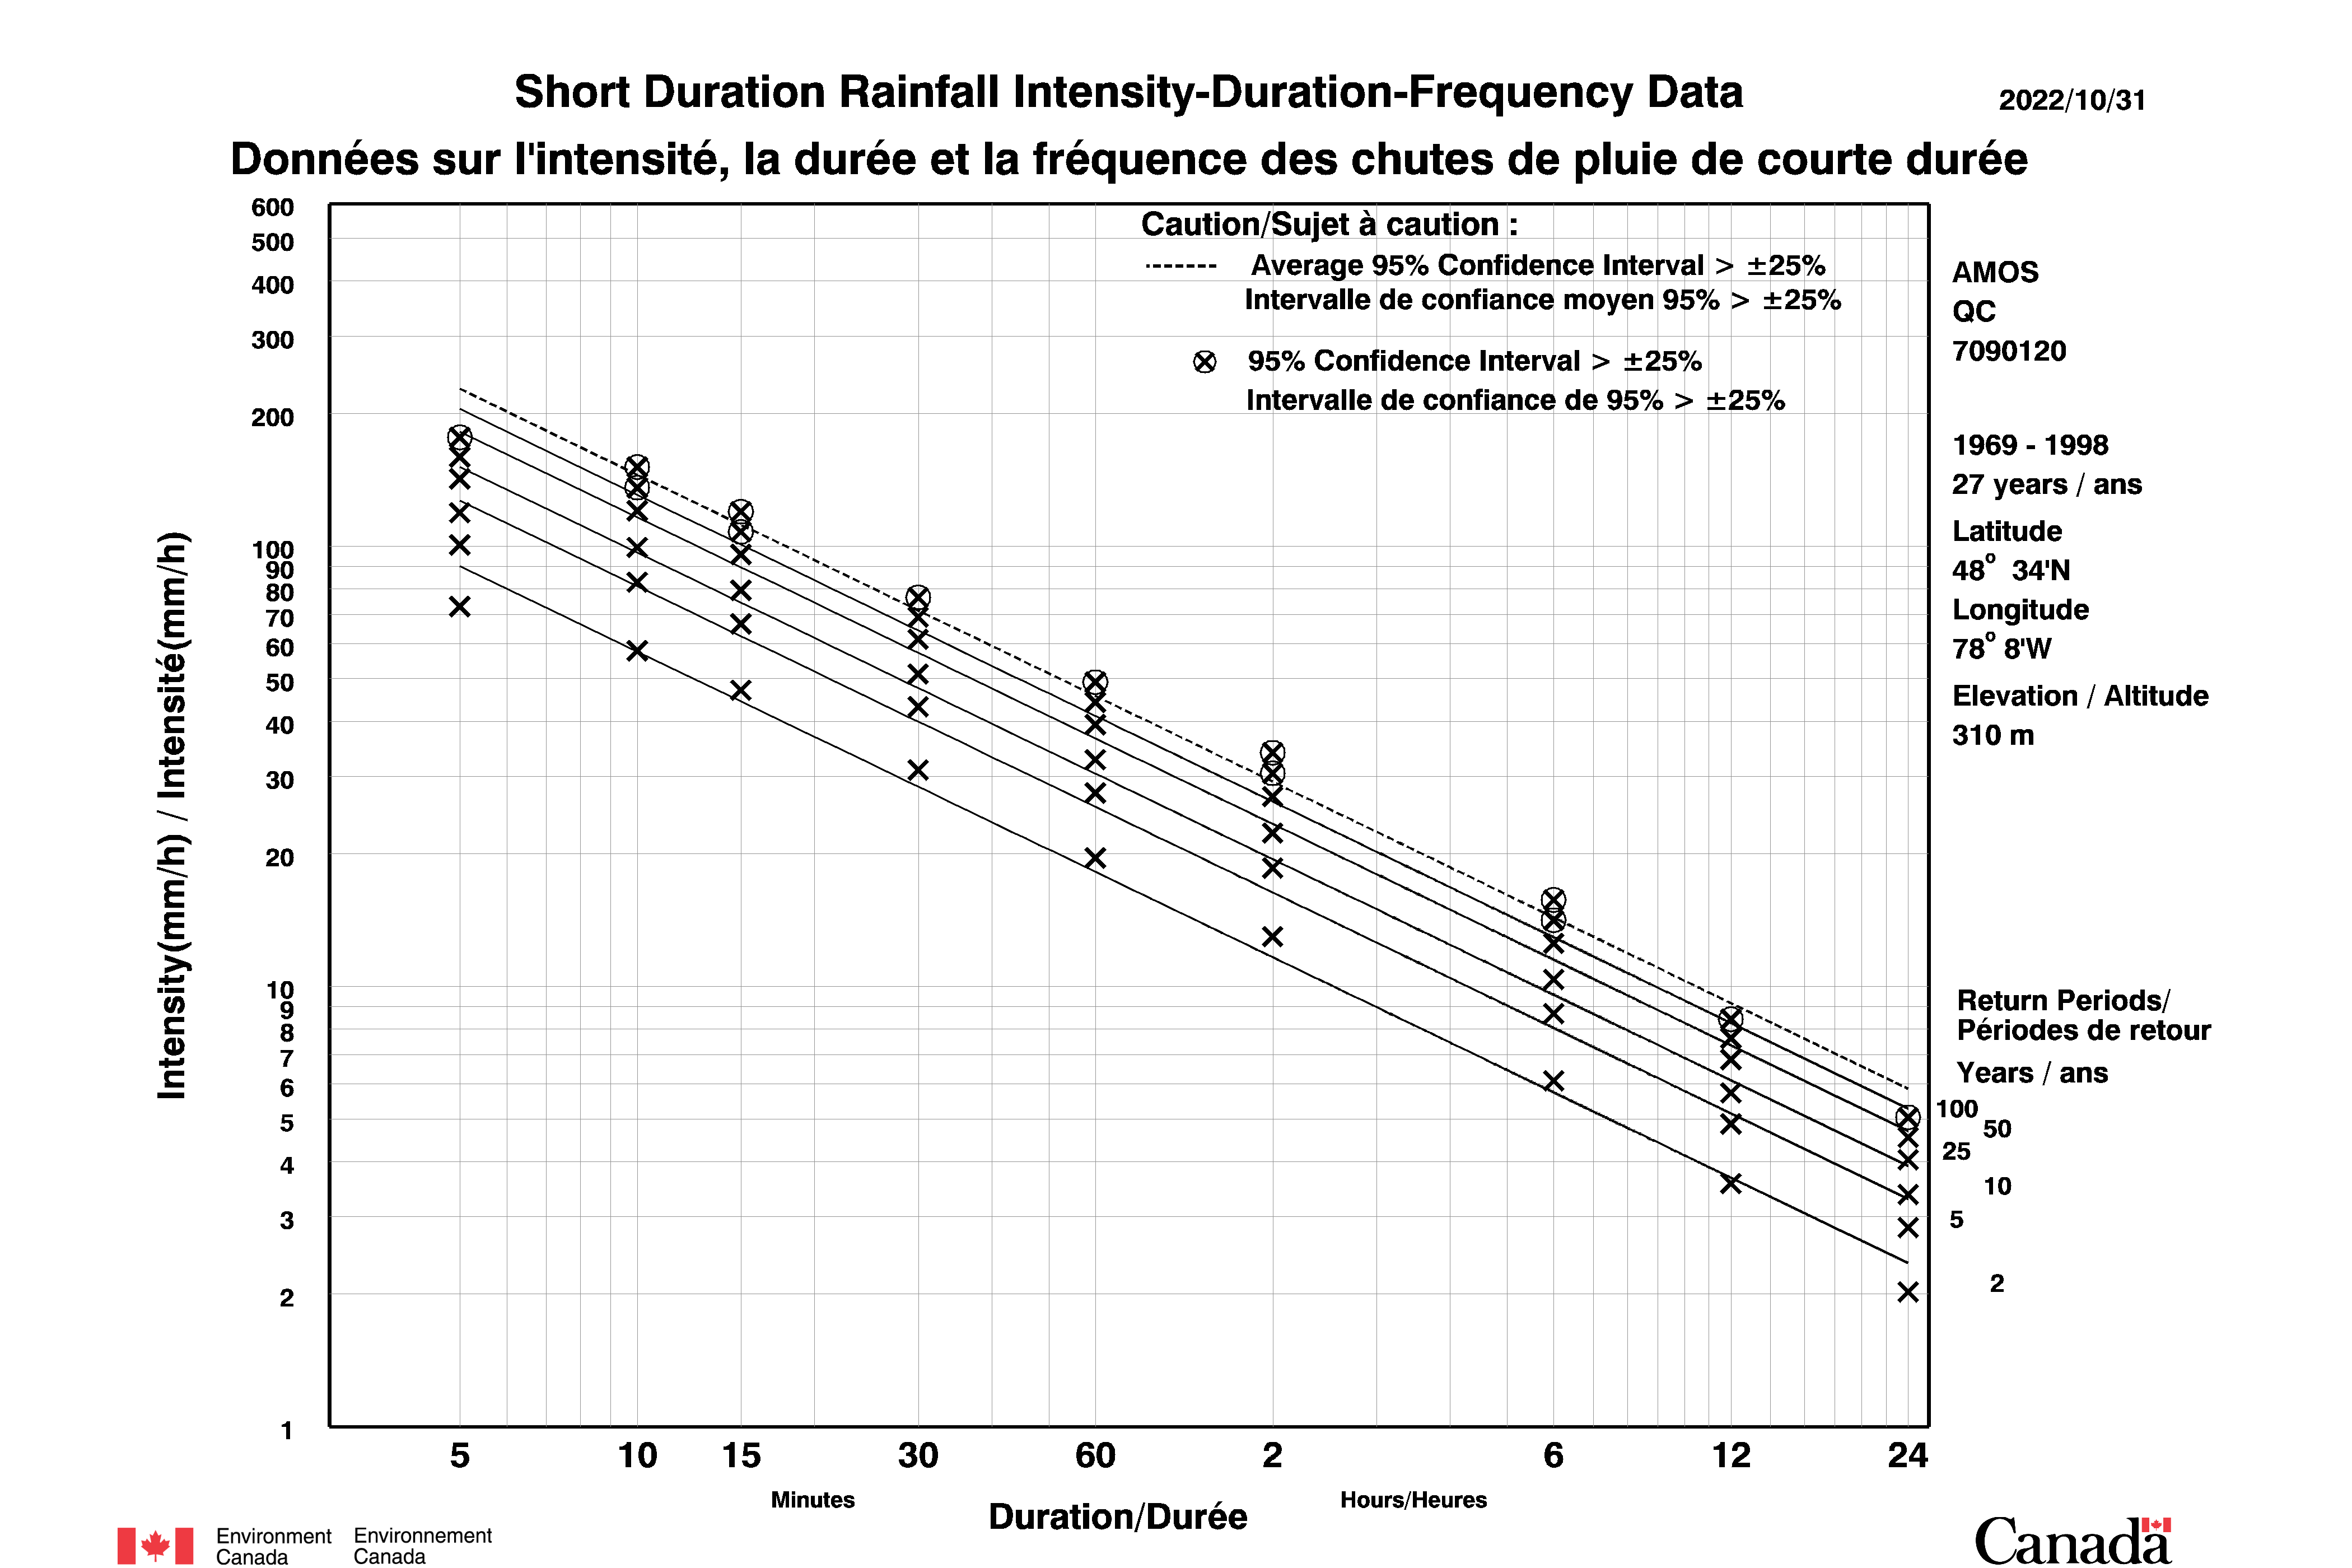 Short Duration Rainfall Intensity-Duration-Frequency Data
2022/10/31
Données sur l'intensité, la durée et la fréquence des chutes de pluie de courte durée
Caution/Sujet à caution :
Average 95% Confidence Interval > ±25%
Intervalle de confiance moyen 95% > ±25%
95% Confidence Interval > ±25%
Intervalle de confiance de 95% > ±25%
AMOS
QC
7090120
1969 - 1998
27 years / ans
Latitude
48° 34'N
Longitude
78° 8'W
Elevation / Altitude
310 m
Return Periods/
Périodes de retour
Years / ans
100
50
25
10
5
2
Intensity(mm/h) / Intensité(mm/h)
600
500
400
300
200
100
90
80
70
60
50
40
30
20
10
9
8
7
6
5
4
3
2
1
5 10 15 30 60 2 6 12 24
Minutes
Hours/Heures
Duration/Durée
Environment Environnement
Canada Canada
Canada